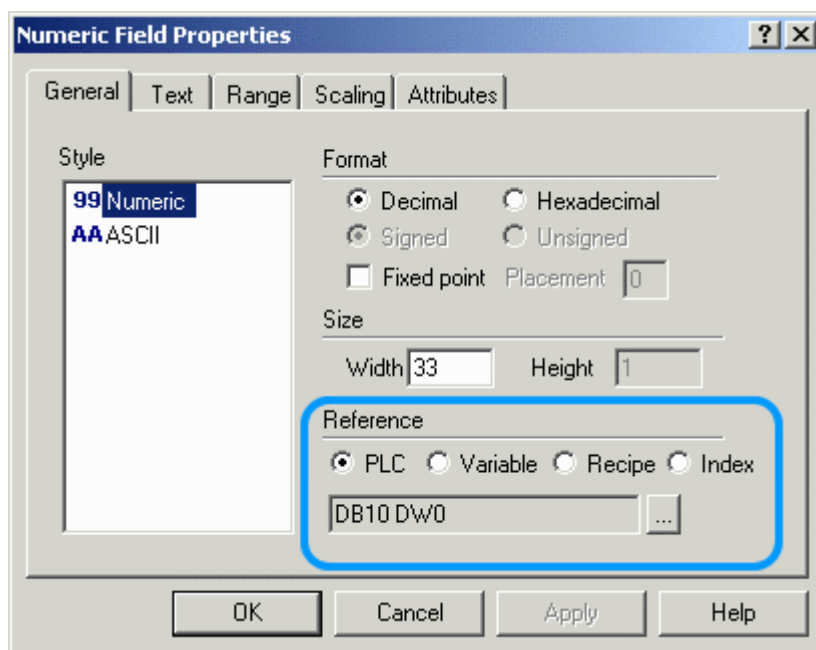 Numeric Field Properties
General Text Range Scaling Attributes
Style
99 Numeric
AA ASCII
Format
Decimal Hexadecimal
Signed Unsigned
Fixed point Placement 0
Size
Width 33 Height 1
Reference
PLC Variable Recipe Index
DB10 DW0 ...
OK Cancel Apply Help